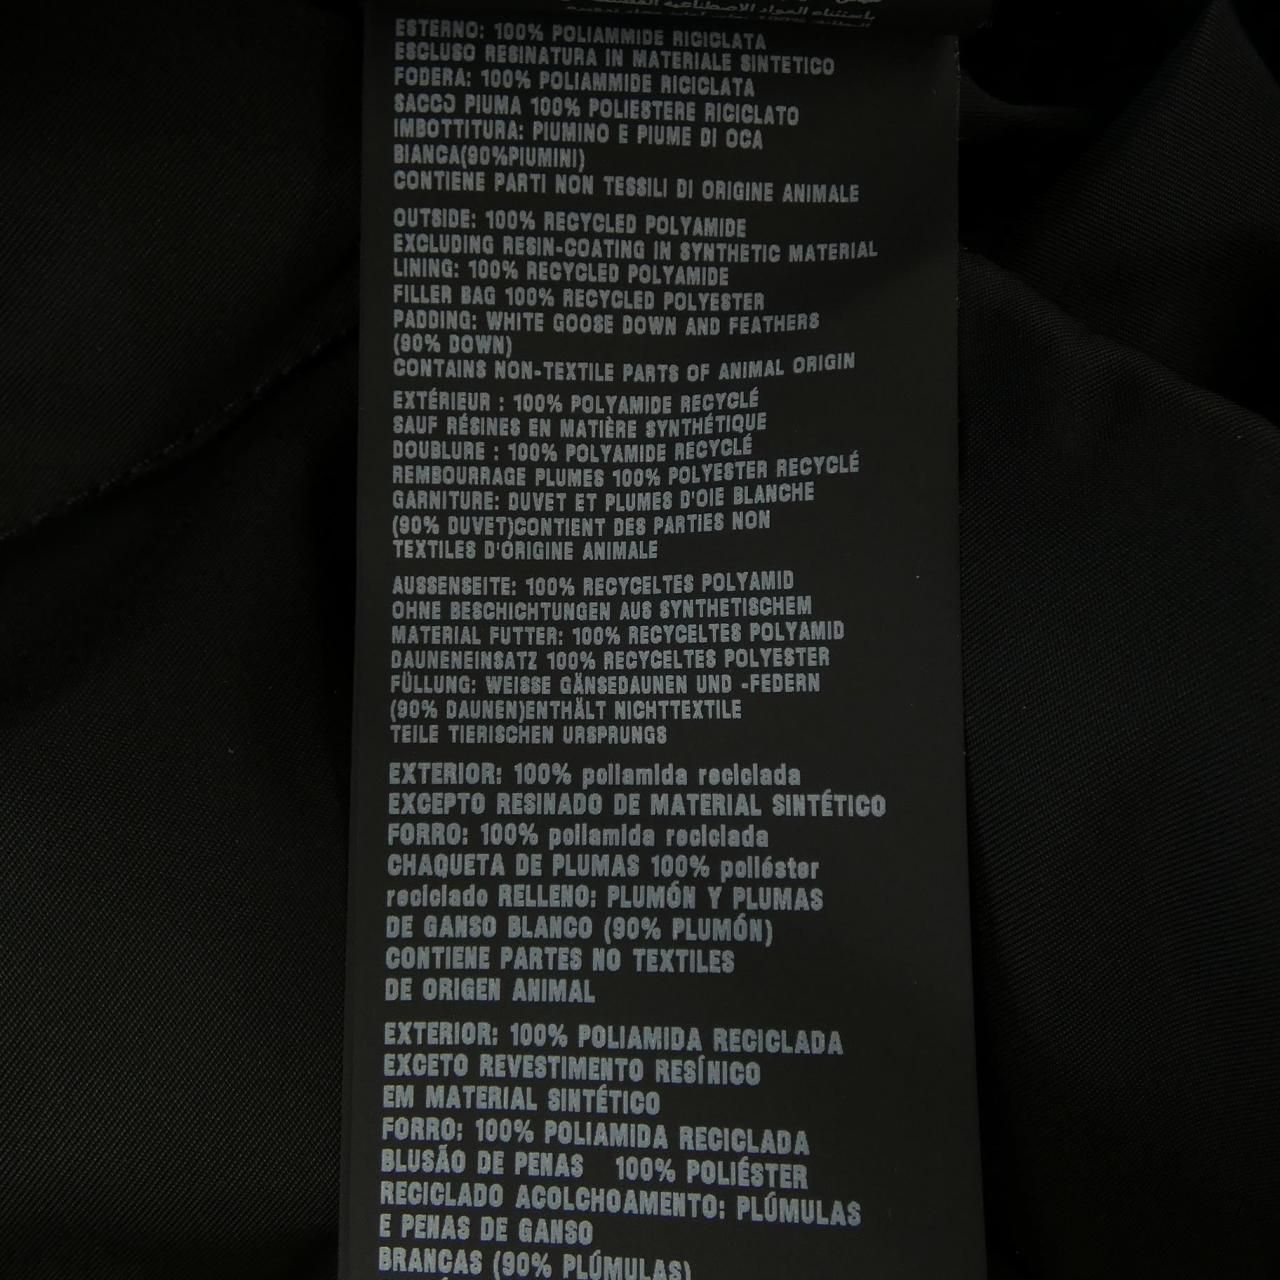 ESTERNO: 100% POLIAMMIDE RICICLATA
ESCLUSO RESINATURA IN MATERIALE SINTETICO
FODERA: 100% POLIAMMIDE RICICLATA
SACCO PIUMA 100% POLIESTERE RICICLATO
IMBOTTITURA: PIUMINO E PIUME DI OCA
BIANCA(90%PIUMINI)
CONTIENE PARTI NON TESSILI DI ORIGINE ANIMALE
OUTSIDE: 100% RECYCLED POLYAMIDE
EXCLUDING RESIN-COATING IN SYNTHETIC MATERIAL
LINING: 100% RECYCLED POLYAMIDE
FILLER BAG 100% RECYCLED POLYESTER
PADDING: WHITE GOOSE DOWN AND FEATHERS
(90% DOWN)
CONTAINS NON-TEXTILE PARTS OF ANIMAL ORIGIN
EXTÉRIEUR : 100% POLYAMIDE RECYCLÉ
SAUF RÉSINES EN MATIÈRE SYNTHÉTIQUE
DOUBLURE : 100% POLYAMIDE RECYCLÉ
REMBOURRAGE PLUMES 100% POLYESTER RECYCLÉ
GARNITURE: DUVET ET PLUMES D'OIE BLANCHE
(90% DUVET)CONTIENT DES PARTIES NON
TEXTILES D'ORIGINE ANIMALE
AUSSENSEITE: 100% RECYCELTES POLYAMID
OHNE BESCHICHTUNGEN AUS SYNTHETISCHEM
MATERIAL FUTTER: 100% RECYCELTES POLYAMID
DAUNENEINSATZ 100% RECYCELTES POLYESTER
FÜLLUNG: WEISSE GÄNSEDAUNEN UND -FEDERN
(90% DAUNEN)ENTHÄLT NICHTTEXTILE
TEILE TIERISCHEN URSPRUNGS
EXTERIOR: 100% poliamida reciclada
EXCEPTO RESINADO DE MATERIAL SINTÉTICO
FORRO: 100% poliamida reciclada
CHAQUETA DE PLUMAS 100% poliéster
reciclado RELLENO: PLUMÓN Y PLUMAS
DE GANSO BLANCO (90% PLUMÓN)
CONTIENE PARTES NO TEXTILES
DE ORIGEN ANIMAL
EXTERIOR: 100% POLIAMIDA RECICLADA
EXCETO REVESTIMENTO RESÍNICO
EM MATERIAL SINTÉTICO
FORRO: 100% POLIAMIDA RECICLADA
BLUSÃO DE PENAS 100% POLIÉSTER
RECICLADO ACOLCHOAMENTO: PLÚMULAS
E PENAS DE GANSO
BRANCAS (90% PLÚMULAS)